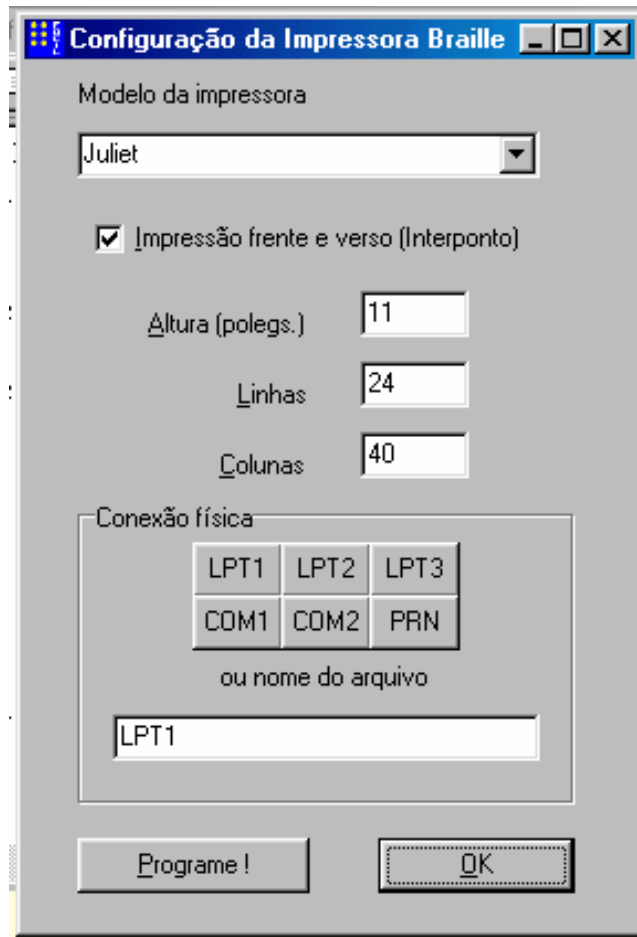 Configuração da Impressora Braille
Modelo da impressora
Juliet
Impressão frente e verso (Interponto)
Altura (polegs.) 11
Linhas 24
Colunas 40
Conexão física
LPT1 LPT2 LPT3
COM1 COM2 PRN
ou nome do arquivo
LPT1
Programe ! OK